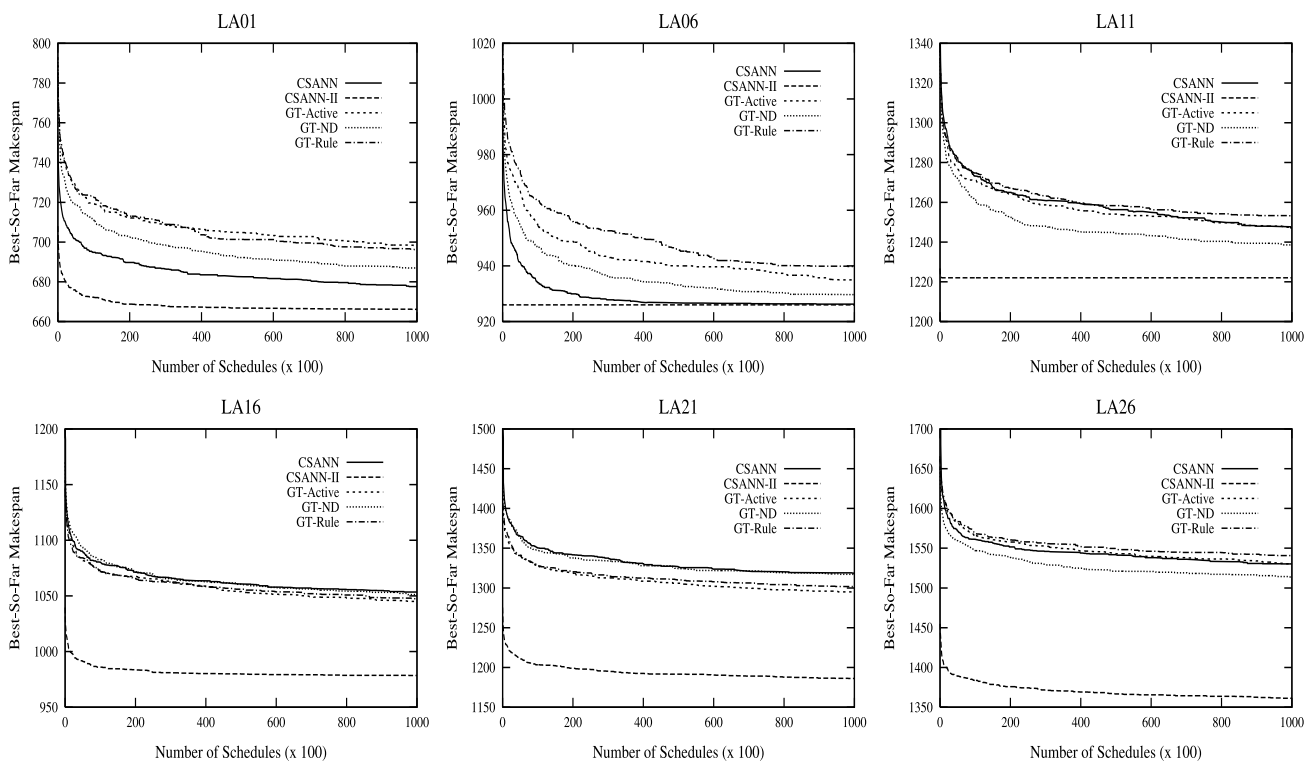 LA01
800
780
760
740
720
700
680
660
Best-So-Far Makespan
CSANN
CSANN-II
GT-Active
GT-ND
GT-Rule
0 200 400 600 800 1000
Number of Schedules (x 100)
LA06
1020
1000
980
960
940
920
Best-So-Far Makespan
CSANN
CSANN-II
GT-Active
GT-ND
GT-Rule
0 200 400 600 800 1000
Number of Schedules (x 100)
LA11
1340
1320
1300
1280
1260
1240
1220
1200
Best-So-Far Makespan
CSANN
CSANN-II
GT-Active
GT-ND
GT-Rule
0 200 400 600 800 1000
Number of Schedules (x 100)
LA16
1200
1150
1100
1050
1000
950
Best-So-Far Makespan
CSANN
CSANN-II
GT-Active
GT-ND
GT-Rule
0 200 400 600 800 1000
Number of Schedules (x 100)
LA21
1500
1450
1400
1350
1300
1250
1200
1150
Best-So-Far Makespan
CSANN
CSANN-II
GT-Active
GT-ND
GT-Rule
0 200 400 600 800 1000
Number of Schedules (x 100)
LA26
1700
1650
1600
1550
1500
1450
1400
1350
Best-So-Far Makespan
CSANN
CSANN-II
GT-Active
GT-ND
GT-Rule
0 200 400 600 800 1000
Number of Schedules (x 100)